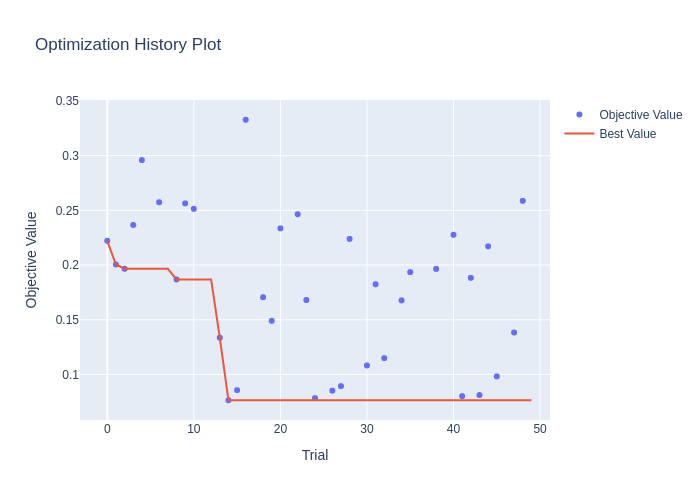 Optimization History Plot
0.35
0.3
0.25
0.2
0.15
0.1
Objective Value
0
10
20
30
40
50
Trial
Objective Value
Best Value